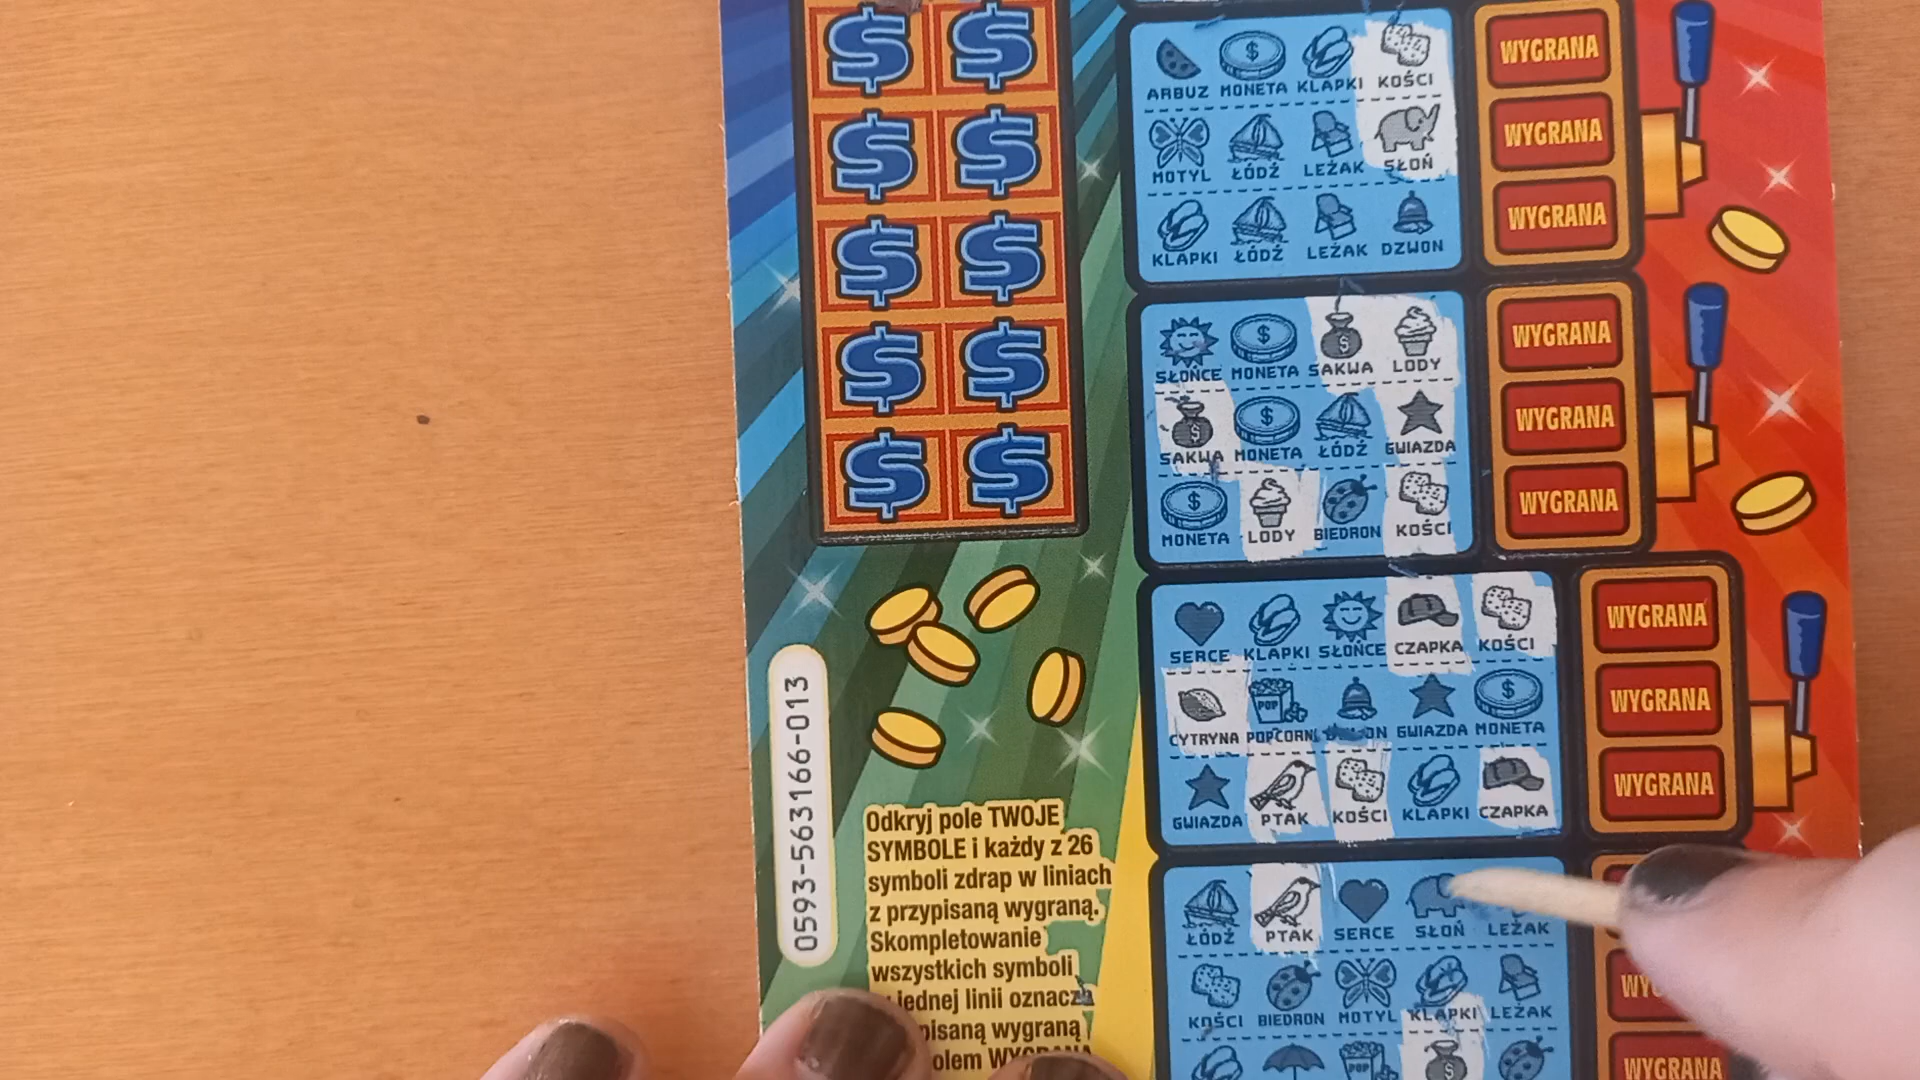 ARBUZ MONETA KLAPKI KOŚCI
WYGRANA
MOTYL ŁÓDŹ LEŻAK SŁOŃ
WYGRANA
KLAPKI ŁÓDŹ LEŻAK DZWON
WYGRANA
SŁOŃCE MONETA SAKWA LODY
WYGRANA
SAKWA MONETA ŁÓDŹ GWIAZDA
WYGRANA
MONETA LODY BIEDRON KOŚCI
WYGRANA
SERCE KLAPKI SŁOŃCE CZAPKA KOŚCI
WYGRANA
CYTRYNA POPCORN GWIAZDA MONETA
WYGRANA
GWIAZDA PTAK KOŚCI KLAPKI CZAPKA
WYGRANA
ŁÓDŹ PTAK SERCE SŁOŃ LEŻAK
KOŚCI BIEDRON MOTYL KLAPKI LEŻAK
POP
WYGRANA
0593-563166-013
Odkryj pole TWOJE
SYMBOLE i każdy z 26
symboli zdrap w liniach
z przypisaną wygraną.
Skompletowanie
wszystkich symboli
jednej linii oznacza
wygraną